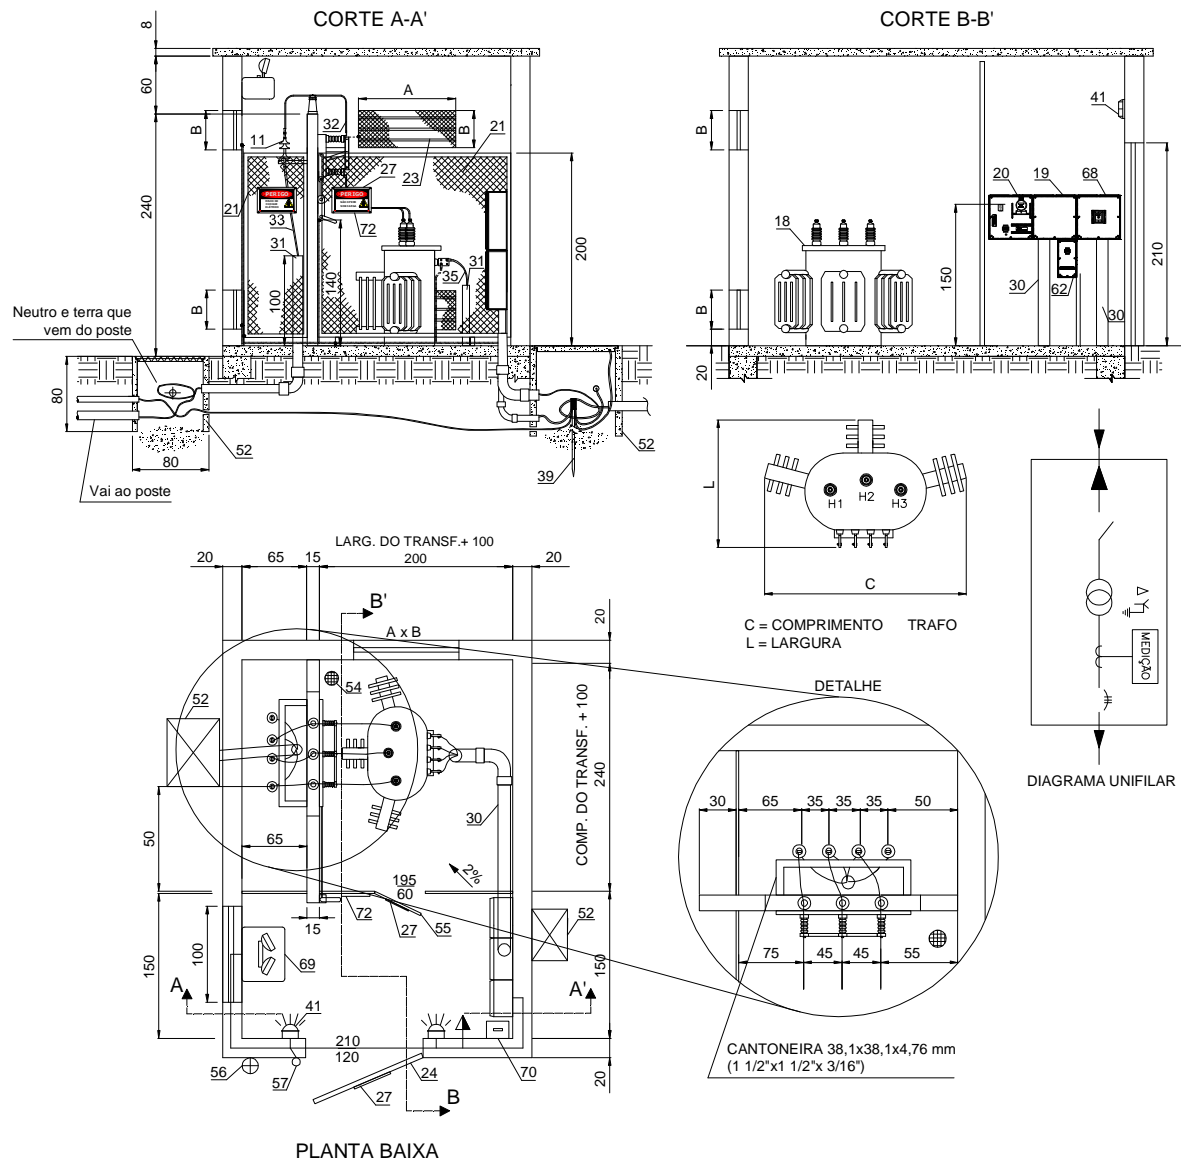 CORTE A-A'
CORTE B-B'
8
60
240
B
B
A
B
32
11
21
27
23
21
PERIGO
PERIGO
33
72
31
31
35
100
140
200
Neutro e terra que
vem do poste
80
80
52
Vai ao poste
39
52
41
B
B
20
19
68
18
150
30
62
30
210
20
L
H1
H2
H3
C
C = COMPRIMENTO TRAFO
L = LARGURA
MEDIÇÃO
DIAGRAMA UNIFILAR
LARG. DO TRANSF.+ 100
20
65
15
200
20
B'
A x B
20
54
52
COMP. DO TRANSF. + 100
240
50
65
30
2%
195
60
72
27
55
15
52
150
100
69
150
A
A'
41
210
120
56
57
24
70
20
27
B
PLANTA BAIXA
DETALHE
30
65
35
35
35
50
75
45
45
55
CANTONEIRA 38,1x38,1x4,76 mm
(1 1/2"x1 1/2"x 3/16")